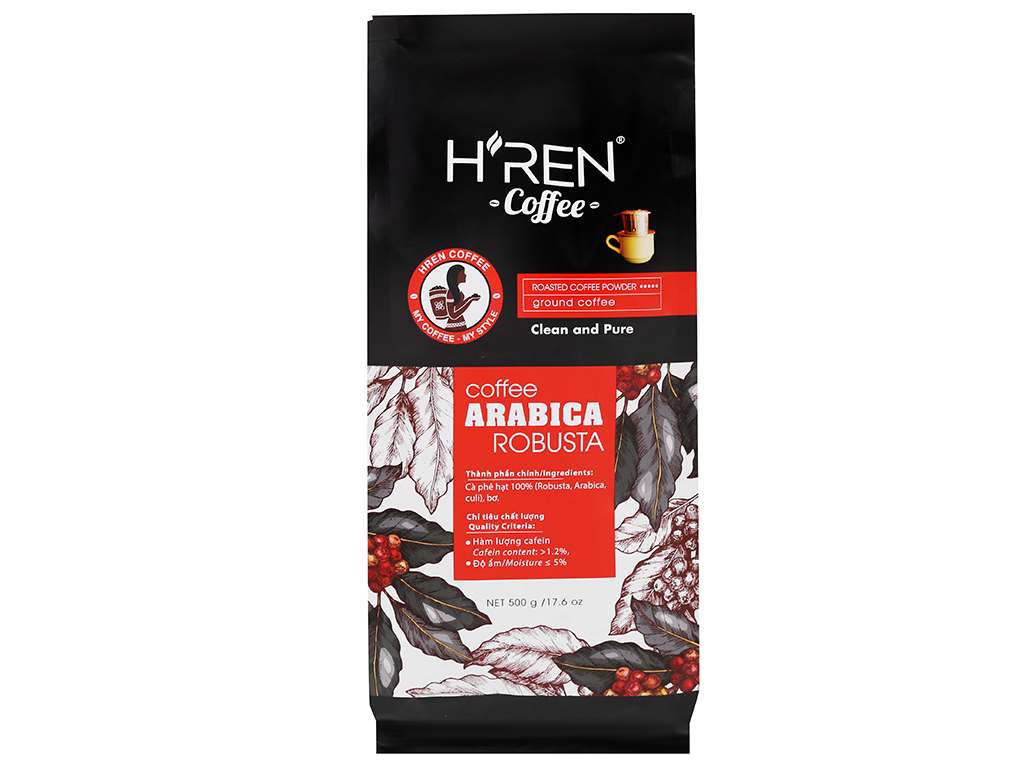 H'REN®
Coffee
HREN COFFEE
MY COFFEE - MY STYLE
ROASTED COFFEE POWDER •••••
ground coffee
Clean and Pure
coffee
ARABICA
ROBUSTA
Thành phần chính/Ingredients:
Cà phê hạt 100% (Robusta, Arabica,
culi), bơ.
Chỉ tiêu chất lượng
Quality Criteria:
• Hàm lượng cafein
Cafein content: >1.2%,
• Độ ẩm/Moisture ≤ 5%
NET 500 g /17.6 oz